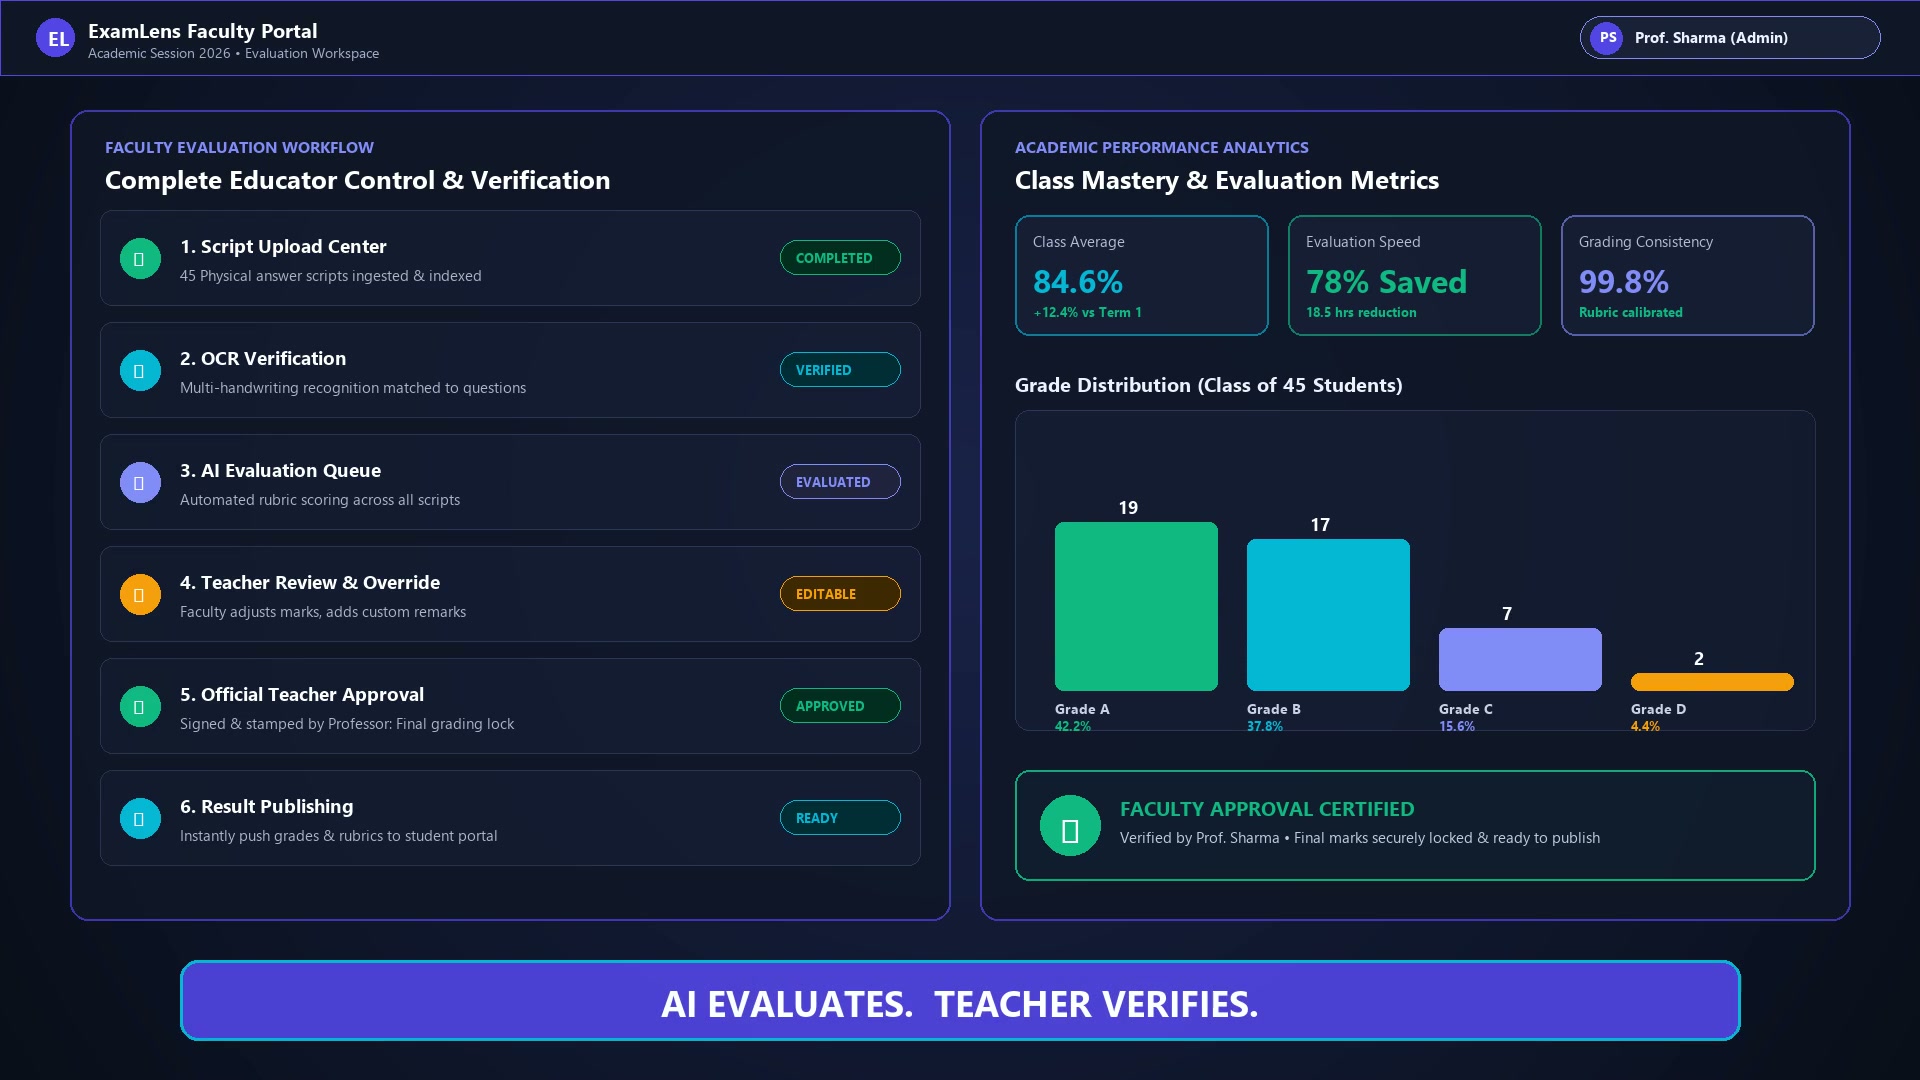 EL
ExamLens Faculty Portal
Academic Session 2026 • Evaluation Workspace
PS
Prof. Sharma (Admin)
FACULTY EVALUATION WORKFLOW
Complete Educator Control & Verification
1. Script Upload Center
45 Physical answer scripts ingested & indexed
COMPLETED
2. OCR Verification
Multi-handwriting recognition matched to questions
VERIFIED
3. AI Evaluation Queue
Automated rubric scoring across all scripts
EVALUATED
4. Teacher Review & Override
Faculty adjusts marks, adds custom remarks
EDITABLE
5. Official Teacher Approval
Signed & stamped by Professor: Final grading lock
APPROVED
6. Result Publishing
Instantly push grades & rubrics to student portal
READY
ACADEMIC PERFORMANCE ANALYTICS
Class Mastery & Evaluation Metrics
Class Average
84.6%
+12.4% vs Term 1
Evaluation Speed
78% Saved
18.5 hrs reduction
Grading Consistency
99.8%
Rubric calibrated
Grade Distribution (Class of 45 Students)
19
17
7
2
Grade A
42.2%
Grade B
37.8%
Grade C
15.6%
Grade D
4.4%
FACULTY APPROVAL CERTIFIED
Verified by Prof. Sharma • Final marks securely locked & ready to publish
AI EVALUATES. TEACHER VERIFIES.